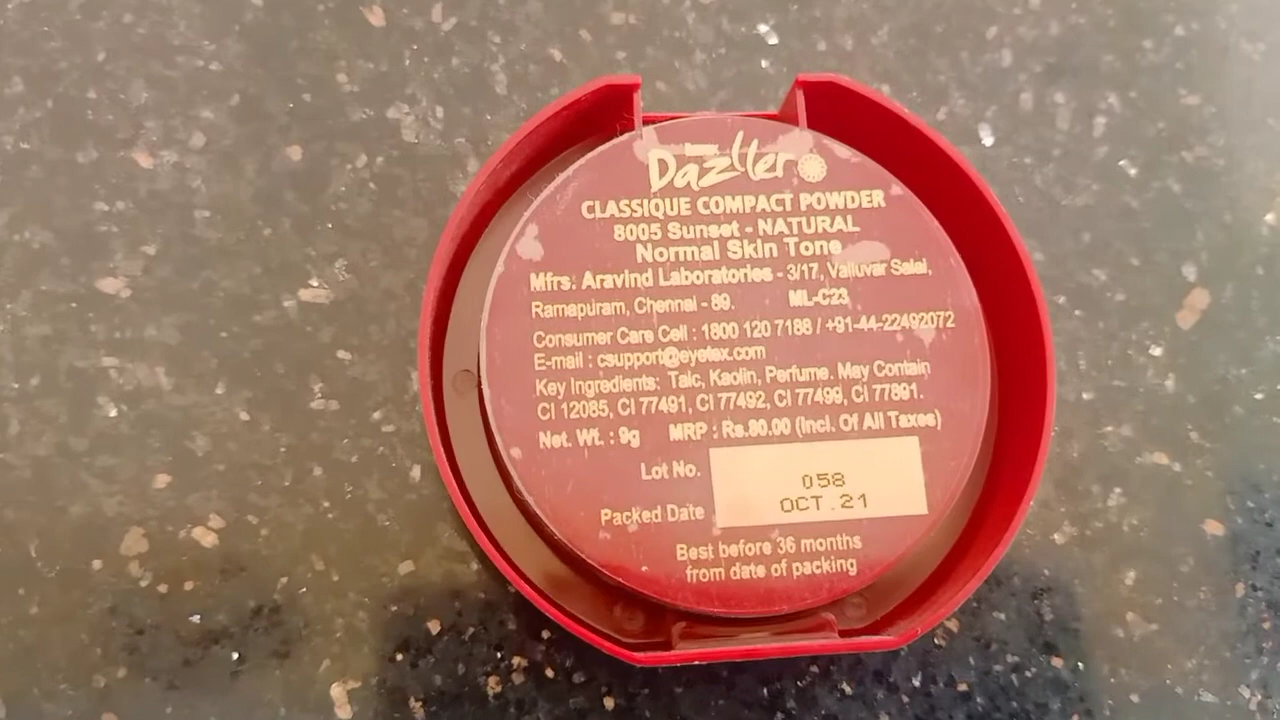 Dazller
CLASSIQUE COMPACT POWDER
8005 Sunset - NATURAL
Normal Skin Tone
Mfrs: Aravind Laboratories - 3/17, Valluvar Salai,
Ramapuram, Chennai - 89. ML-C23
Consumer Care Cell : 1800 120 7188 / +91-44-22492072
E-mail : csupport@eyetex.com
Key Ingredients: Talc, Kaolin, Perfume. May Contain
CI 12085, CI 77491, CI 77492, CI 77499, CI 77891.
Net. Wt. : 9g MRP : Rs.80.00 (Incl. Of All Taxes)
Lot No. 058
Packed Date OCT.21
Best before 36 months
from date of packing